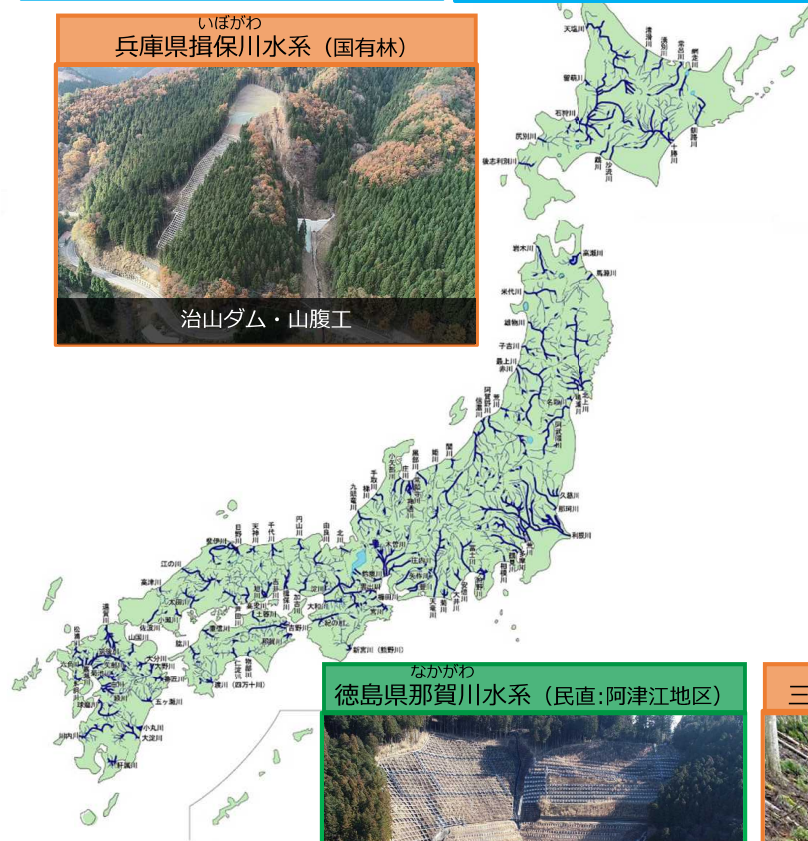 いぼがわ
兵庫県揖保川水系（国有林）
治山ダム・山腹工
天塩川
渚滑川
湧別川
常呂川
網走川
留萌川
石狩川
尻別川
後志利別川
鵡川
沙流川
十勝川
釧路川
岩木川
高瀬川
馬淵川
米代川
雄物川
子吉川
最上川
赤川
荒川
阿賀野川
信濃川
名取川
北上川
阿武隈川
関川
姫川
黒部川
常願寺川
庄川
小矢部川
手取川
梯川
九頭竜川
久慈川
那珂川
利根川
荒川
多摩川
鶴見川
相模川
狩野川
富士川
安倍川
大井川
菊川
天竜川
豊川
矢作川
庄内川
木曽川
鈴鹿川
雲出川
櫛田川
宮川
北川
由良川
円山川
千代川
天神川
日野川
斐伊川
江の川
高津川
太田川
小瀬川
佐波川
芦田川
高梁川
旭川
吉井川
揖保川
加古川
淀川
大和川
紀の川
新宮川（熊野川）
土器川
吉野川
那賀川
物部川
仁淀川
渡川（四万十川）
重信川
肱川
遠賀川
山国川
大分川
大野川
番匠川
五ヶ瀬川
小丸川
大淀川
肝属川
川内川
球磨川
緑川
白川
菊池川
矢部川
筑後川
松浦川
六角川
なかがわ
徳島県那賀川水系（民直:阿津江地区）
三